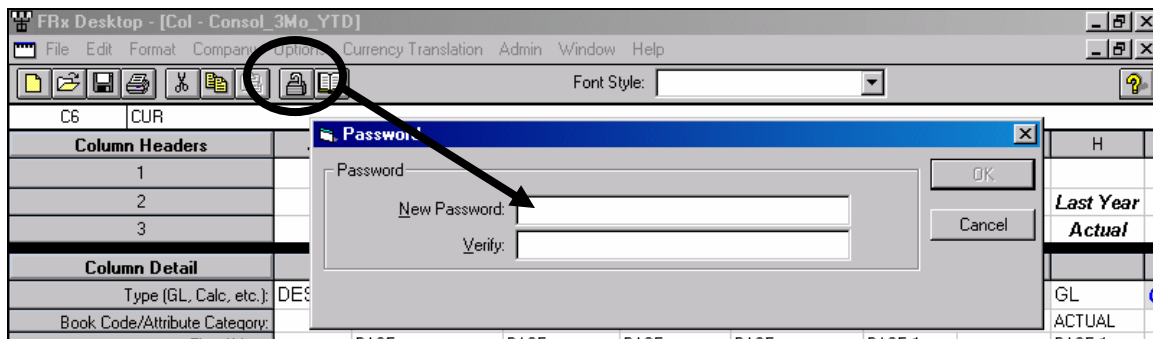 FRx Desktop - [Col - Consol_3Mo_YTD]
File Edit Format Company Options Currency Translation Admin Window Help
Font Style:
C6 CUR
Password
Column Headers H
Password OK
1
New Password:
2 Last Year
Verify: Cancel
3 Actual
Column Detail
Type (GL, Calc, etc.): DES GL
Book Code/Attribute Category: ACTUAL